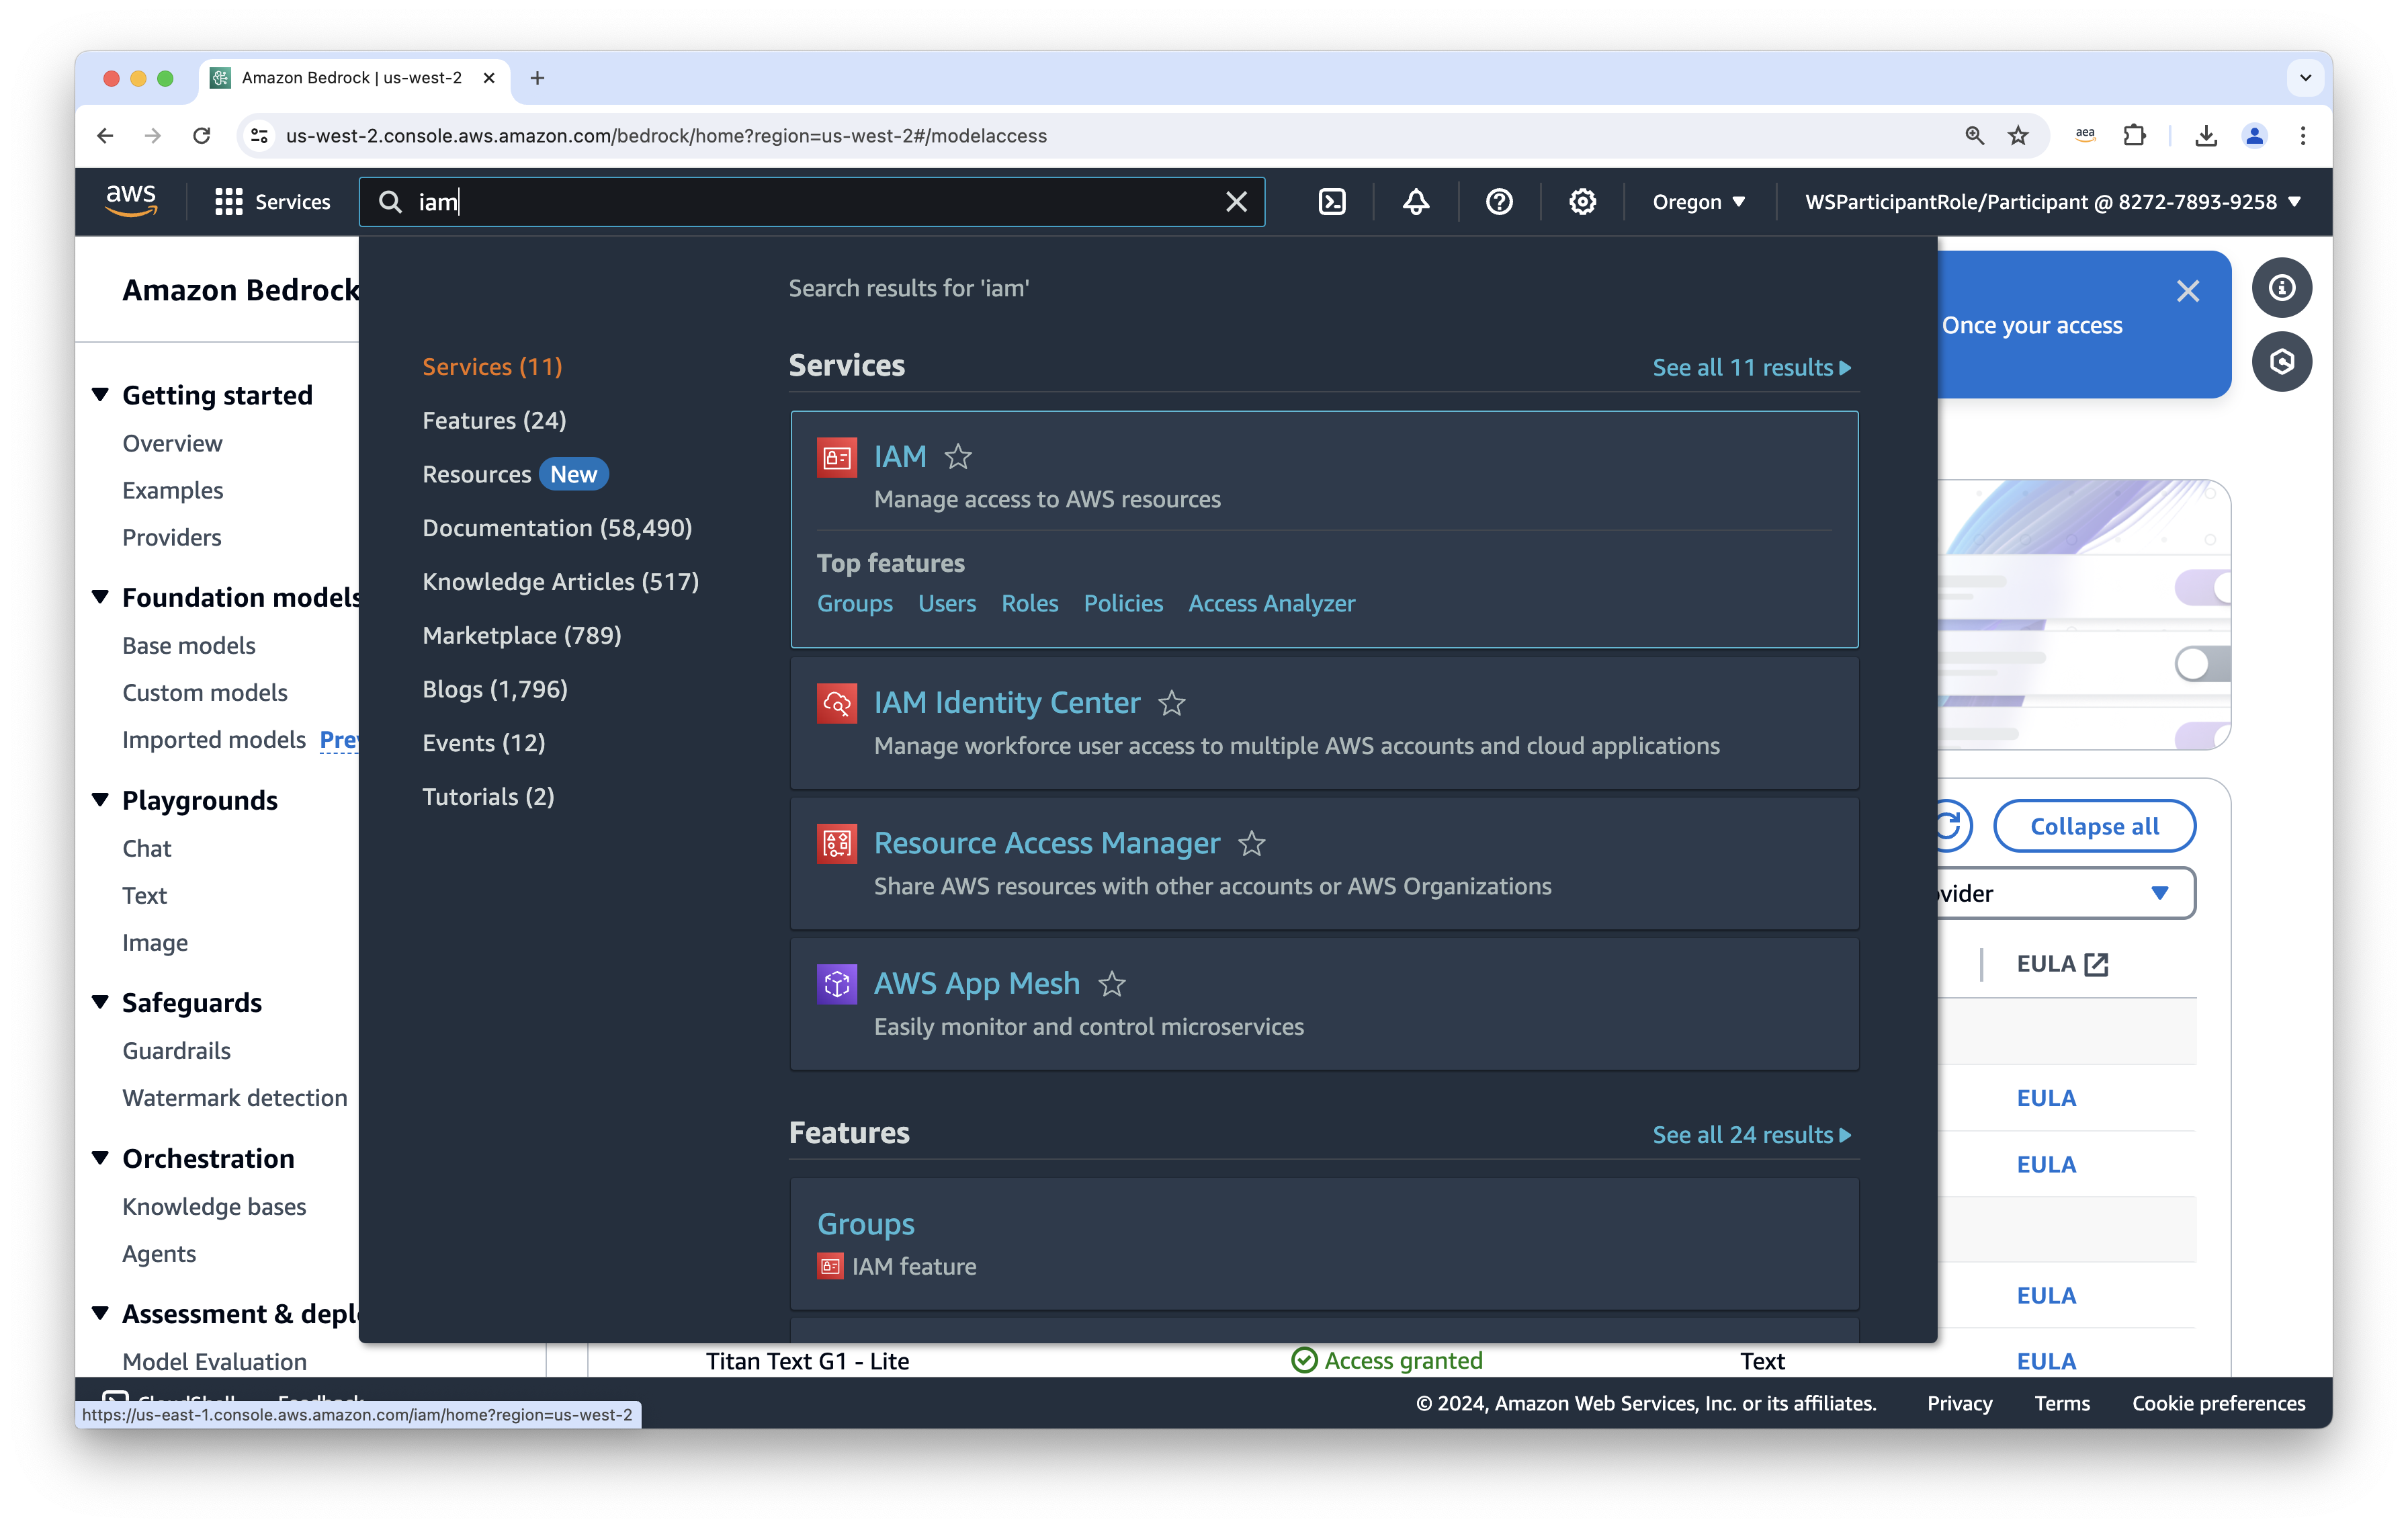 Amazon Bedrock | us-west-2
us-west-2.console.aws.amazon.com/bedrock/home?region=us-west-2#/modelaccess
aea
aws
Services
iam
Oregon
WSParticipantRole/Participant @ 8272-7893-9258
Amazon Bedrock
Getting started
Overview
Examples
Providers
Foundation models
Base models
Custom models
Imported models Prev
Playgrounds
Chat
Text
Image
Safeguards
Guardrails
Watermark detection
Orchestration
Knowledge bases
Agents
Assessment & depl
Model Evaluation
Services (11)
Features (24)
Resources New
Documentation (58,490)
Knowledge Articles (517)
Marketplace (789)
Blogs (1,796)
Events (12)
Tutorials (2)
Search results for 'iam'
Services
See all 11 results
IAM
Manage access to AWS resources
Top features
Groups Users Roles Policies Access Analyzer
IAM Identity Center
Manage workforce user access to multiple AWS accounts and cloud applications
Resource Access Manager
Share AWS resources with other accounts or AWS Organizations
AWS App Mesh
Easily monitor and control microservices
Features
See all 24 results
Groups
IAM feature
Once your access
Collapse all
ovider
EULA
EULA
EULA
EULA
Titan Text G1 - Lite
Access granted
Text
EULA
CloudShell Feedback
© 2024, Amazon Web Services, Inc. or its affiliates.
Privacy
Terms
Cookie preferences
https://us-east-1.console.aws.amazon.com/iam/home?region=us-west-2